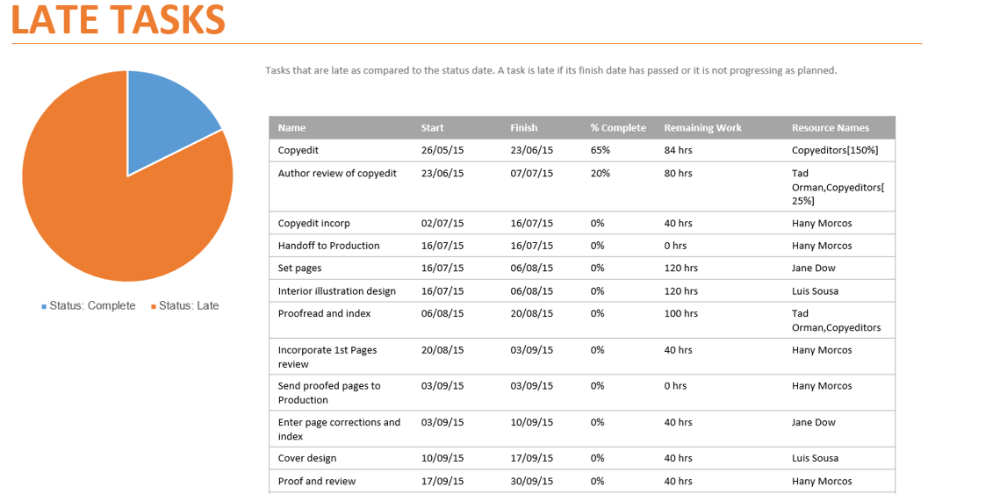 LATE TASKS
Tasks that are late as compared to the status date. A task is late if its finish date has passed or it is not progressing as planned.
Status: Complete Status: Late
Name Start Finish % Complete Remaining Work Resource Names
Copyedit 26/05/15 23/06/15 65% 84 hrs Copyeditors[150%]
Author review of copyedit 23/06/15 07/07/15 20% 80 hrs Tad
Orman,Copyeditors[
25%]
Copyedit incorp 02/07/15 16/07/15 0% 40 hrs Hany Morcos
Handoff to Production 16/07/15 16/07/15 0% 0 hrs Hany Morcos
Set pages 16/07/15 06/08/15 0% 120 hrs Jane Dow
Interior illustration design 16/07/15 06/08/15 0% 120 hrs Luis Sousa
Proofread and index 06/08/15 20/08/15 0% 100 hrs Tad
Orman,Copyeditors
Incorporate 1st Pages 20/08/15 03/09/15 0% 40 hrs Hany Morcos
review
Send proofed pages to 03/09/15 03/09/15 0% 0 hrs Hany Morcos
Production
Enter page corrections and 03/09/15 10/09/15 0% 40 hrs Jane Dow
index
Cover design 10/09/15 17/09/15 0% 40 hrs Luis Sousa
Proof and review 17/09/15 30/09/15 0% 40 hrs Hany Morcos